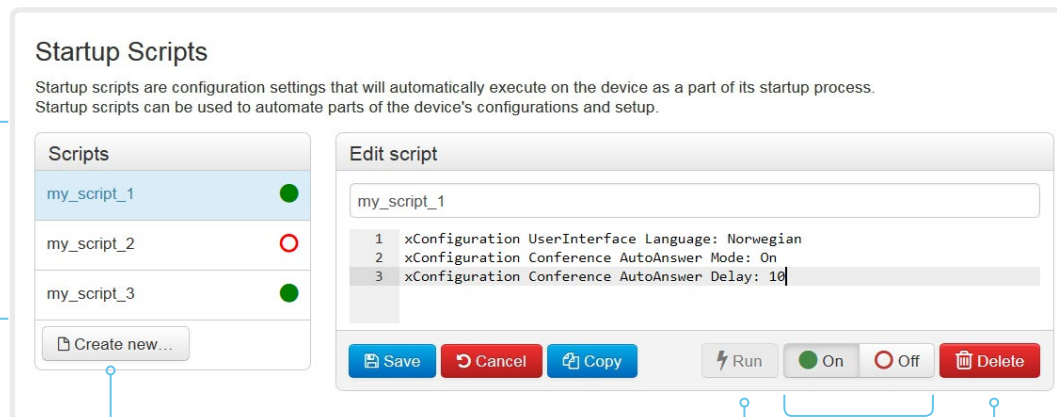 Startup Scripts
Startup scripts are configuration settings that will automatically execute on the device as a part of its startup process.
Startup scripts can be used to automate parts of the device's configurations and setup.
Scripts
my_script_1
my_script_2
my_script_3
Create new...
Edit script
my_script_1
1 xConfiguration UserInterface Language: Norwegian
2 xConfiguration Conference AutoAnswer Mode: On
3 xConfiguration Conference AutoAnswer Delay: 10
Save Cancel Copy Run On Off Delete